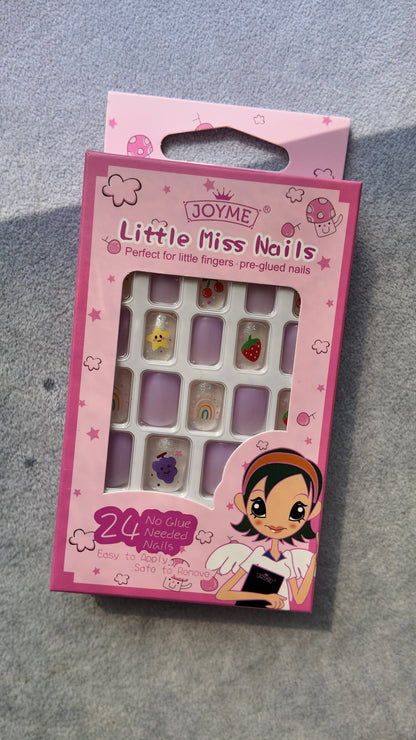 JOYME®
Little Miss Nails
Perfect for little fingers · pre-glued nails
24 No Glue
Needed
Nails
Easy to Apply,
Safe to Remove